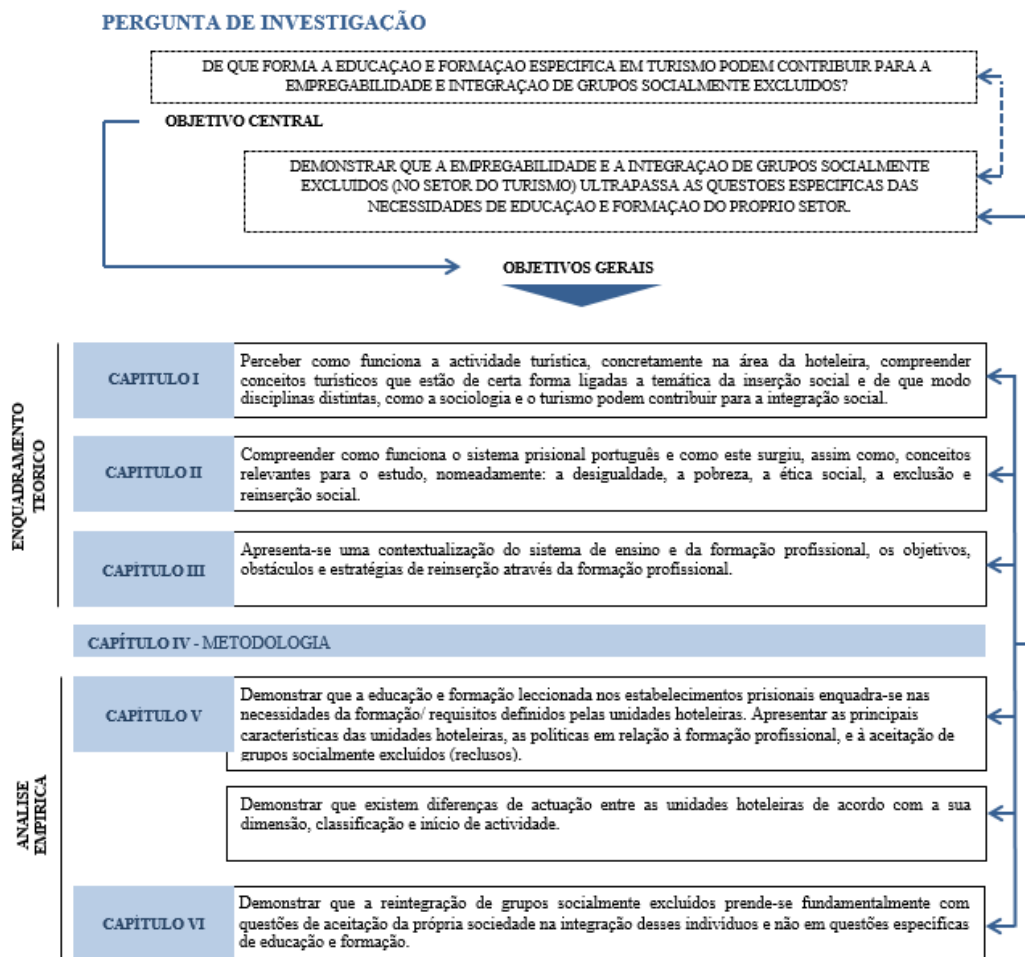 PERGUNTA DE INVESTIGAÇÃO
DE QUE FORMA A EDUCAÇAO E FORMAÇAO ESPECIFICA EM TURISMO PODEM CONTRIBUIR PARA A
EMPREGABILIDADE E INTEGRAÇAO DE GRUPOS SOCIALMENTE EXCLUIDOS?
OBJETIVO CENTRAL
DEMONSTRAR QUE A EMPREGABILIDADE E A INTEGRAÇAO DE GRUPOS SOCIALMENTE
EXCLUIDOS (NO SETOR DO TURISMO) ULTRAPASSA AS QUESTOES ESPECIFICAS DAS
NECESSIDADES DE EDUCAÇAO E FORMAÇAO DO PROPRIO SETOR.
OBJETIVOS GERAIS
ENQUADRAMENTO
TEORICO
CAPITULO I
Perceber como funciona a actividade turística, concretamente na área da hoteleira, compreender
conceitos turísticos que estão de certa forma ligadas a temática da inserção social e de que modo
disciplinas distintas, como a sociologia e o turismo podem contribuir para a integração social.
CAPITULO II
Compreender como funciona o sistema prisional português e como este surgiu, assim como, conceitos
relevantes para o estudo, nomeadamente: a desigualdade, a pobreza, a ética social, a exclusão e
reinserção social.
CAPÍTULO III
Apresenta-se uma contextualização do sistema de ensino e da formação profissional, os objetivos,
obstáculos e estratégias de reinserção através da formação profissional.
CAPÍTULO IV - METODOLOGIA
ANALISE
EMPIRICA
CAPÍTULO V
Demonstrar que a educação e formação leccionada nos estabelecimentos prisionais enquadra-se nas
necessidades da formação/ requisitos definidos pelas unidades hoteleiras. Apresentar as principais
características das unidades hoteleiras, as políticas em relação à formação profissional, e à aceitação de
grupos socialmente excluídos (reclusos).
Demonstrar que existem diferenças de actuação entre as unidades hoteleiras de acordo com a sua
dimensão, classificação e início de actividade.
CAPÍTULO VI
Demonstrar que a reintegração de grupos socialmente excluídos prende-se fundamentalmente com
questões de aceitação da própria sociedade na integração desses indivíduos e não em questões específicas
de educação e formação.